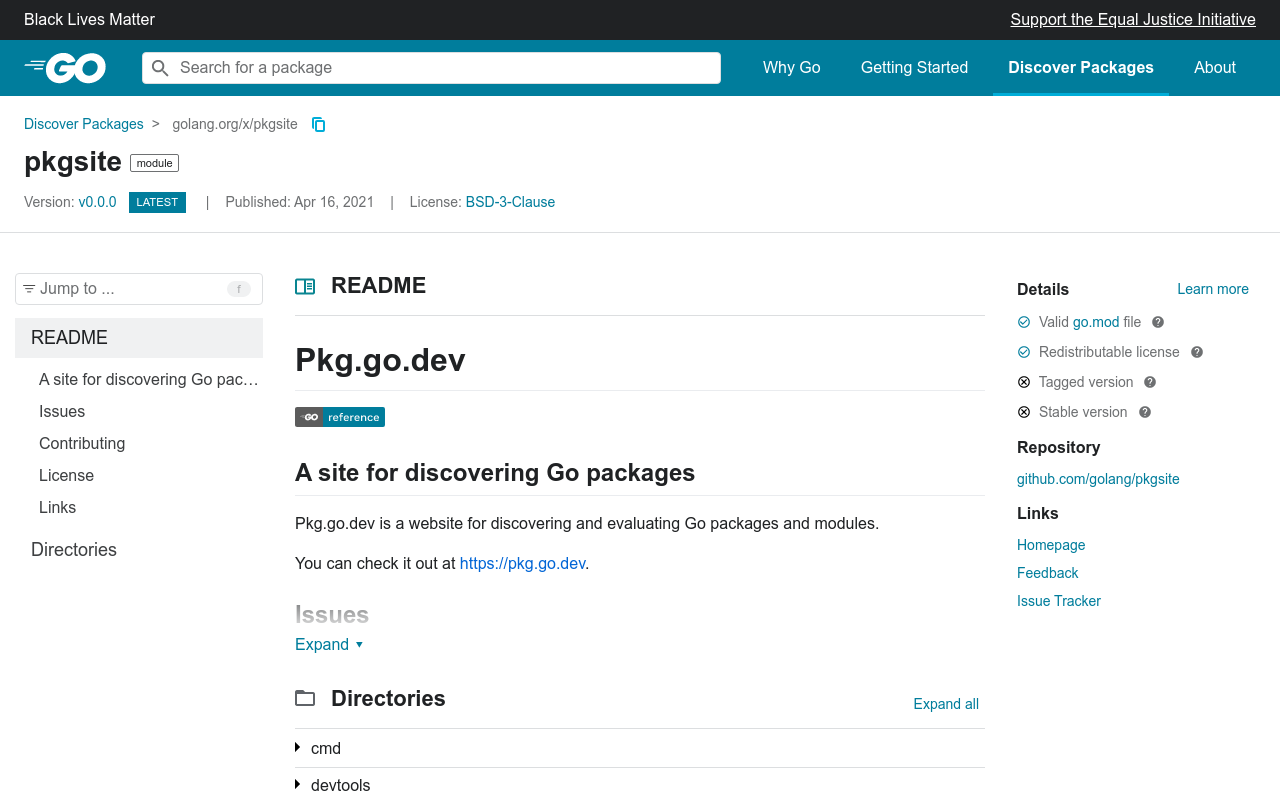 Black Lives Matter
Support the Equal Justice Initiative
GO
Search for a package
Why Go
Getting Started
Discover Packages
About
Discover Packages > golang.org/x/pkgsite
pkgsite module
Version: v0.0.0 LATEST | Published: Apr 16, 2021 | License: BSD-3-Clause
Jump to ...
f
README
A site for discovering Go pac…
Issues
Contributing
License
Links
Directories
README
Pkg.go.dev
GO reference
A site for discovering Go packages
Pkg.go.dev is a website for discovering and evaluating Go packages and modules.
You can check it out at https://pkg.go.dev.
Issues
Expand
Directories
Expand all
cmd
devtools
Details
Learn more
Valid go.mod file
Redistributable license
Tagged version
Stable version
Repository
github.com/golang/pkgsite
Links
Homepage
Feedback
Issue Tracker